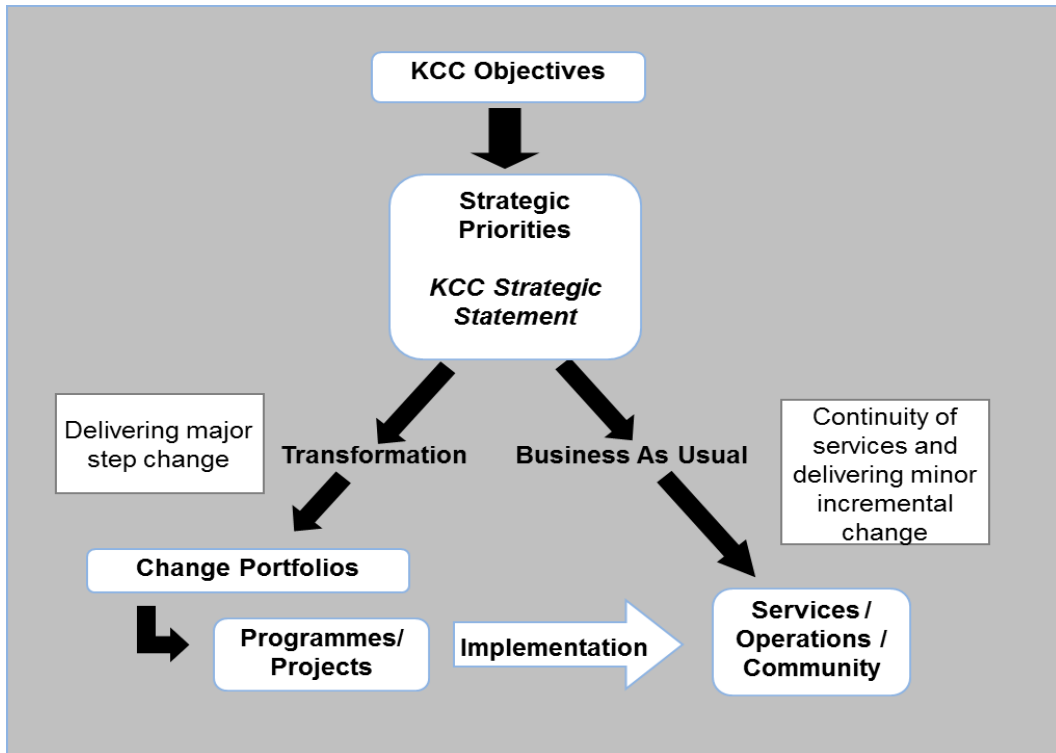 KCC Objectives
Strategic
Priorities
KCC Strategic
Statement
Delivering major
step change
Transformation
Business As Usual
Continuity of
services and
delivering minor
incremental
change
Change Portfolios
Programmes/
Projects
Implementation
Services /
Operations /
Community